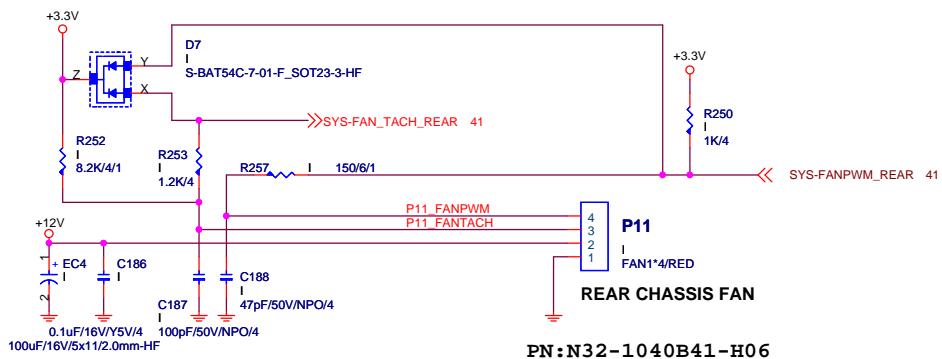 +3.3V
D7
I
S-BAT54C-7-01-F_SOT23-3-HF
Y
Z
X
+3.3V
R250
I
1K/4
SYS-FAN_TACH_REAR 41
R252
I
8.2K/4/1
R253
I
1.2K/4
R257
I
150/6/1
SYS-FANPWM_REAR 41
P11_FANPWM
P11_FANTACH
4
3
2
1
P11
I
FAN1*4/RED
+12V
1
+ EC4
I
2
C186
I
C188
I
47pF/50V/NPO/4
C187
I
100pF/50V/NPO/4
0.1uF/16V/Y5V/4
100uF/16V/5x11/2.0mm-HF
REAR CHASSIS FAN
PN:N32-1040B41-H06